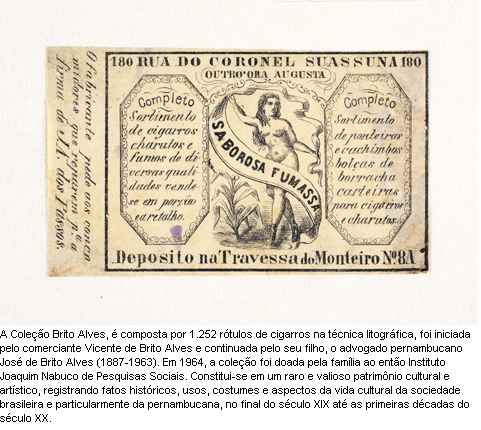 O fabricante pede aos consu
midores que reparem n'a
firma de J. A. dos Passos.
180 RUA DO CORONEL SUASSUNA 180
OUTR'ORA AUGUSTA
Completo
Sortimento
de cigarros
charutos e
fumos de di
versas quali
dades vende
se em porção
e a retalho.
SABOROSA FUMASSA
Completo
Sortimento
de ponteiras
e cachimbos
bolças de
borracha
carteiras
para cigarros
e charutos.
Deposito na Travessa do Monteiro Nº 8A
A Coleção Brito Alves, é composta por 1.252 rótulos de cigarros na técnica litográfica, foi iniciada
pelo comerciante Vicente de Brito Alves e continuada pelo seu filho, o advogado pernambucano
José de Brito Alves (1887-1963). Em 1964, a coleção foi doada pela família ao então Instituto
Joaquim Nabuco de Pesquisas Sociais. Constitui-se em um raro e valioso patrimônio cultural e
artístico, registrando fatos históricos, usos, costumes e aspectos da vida cultural da sociedade
brasileira e particularmente da pernambucana, no final do século XIX até as primeiras décadas do
século XX.